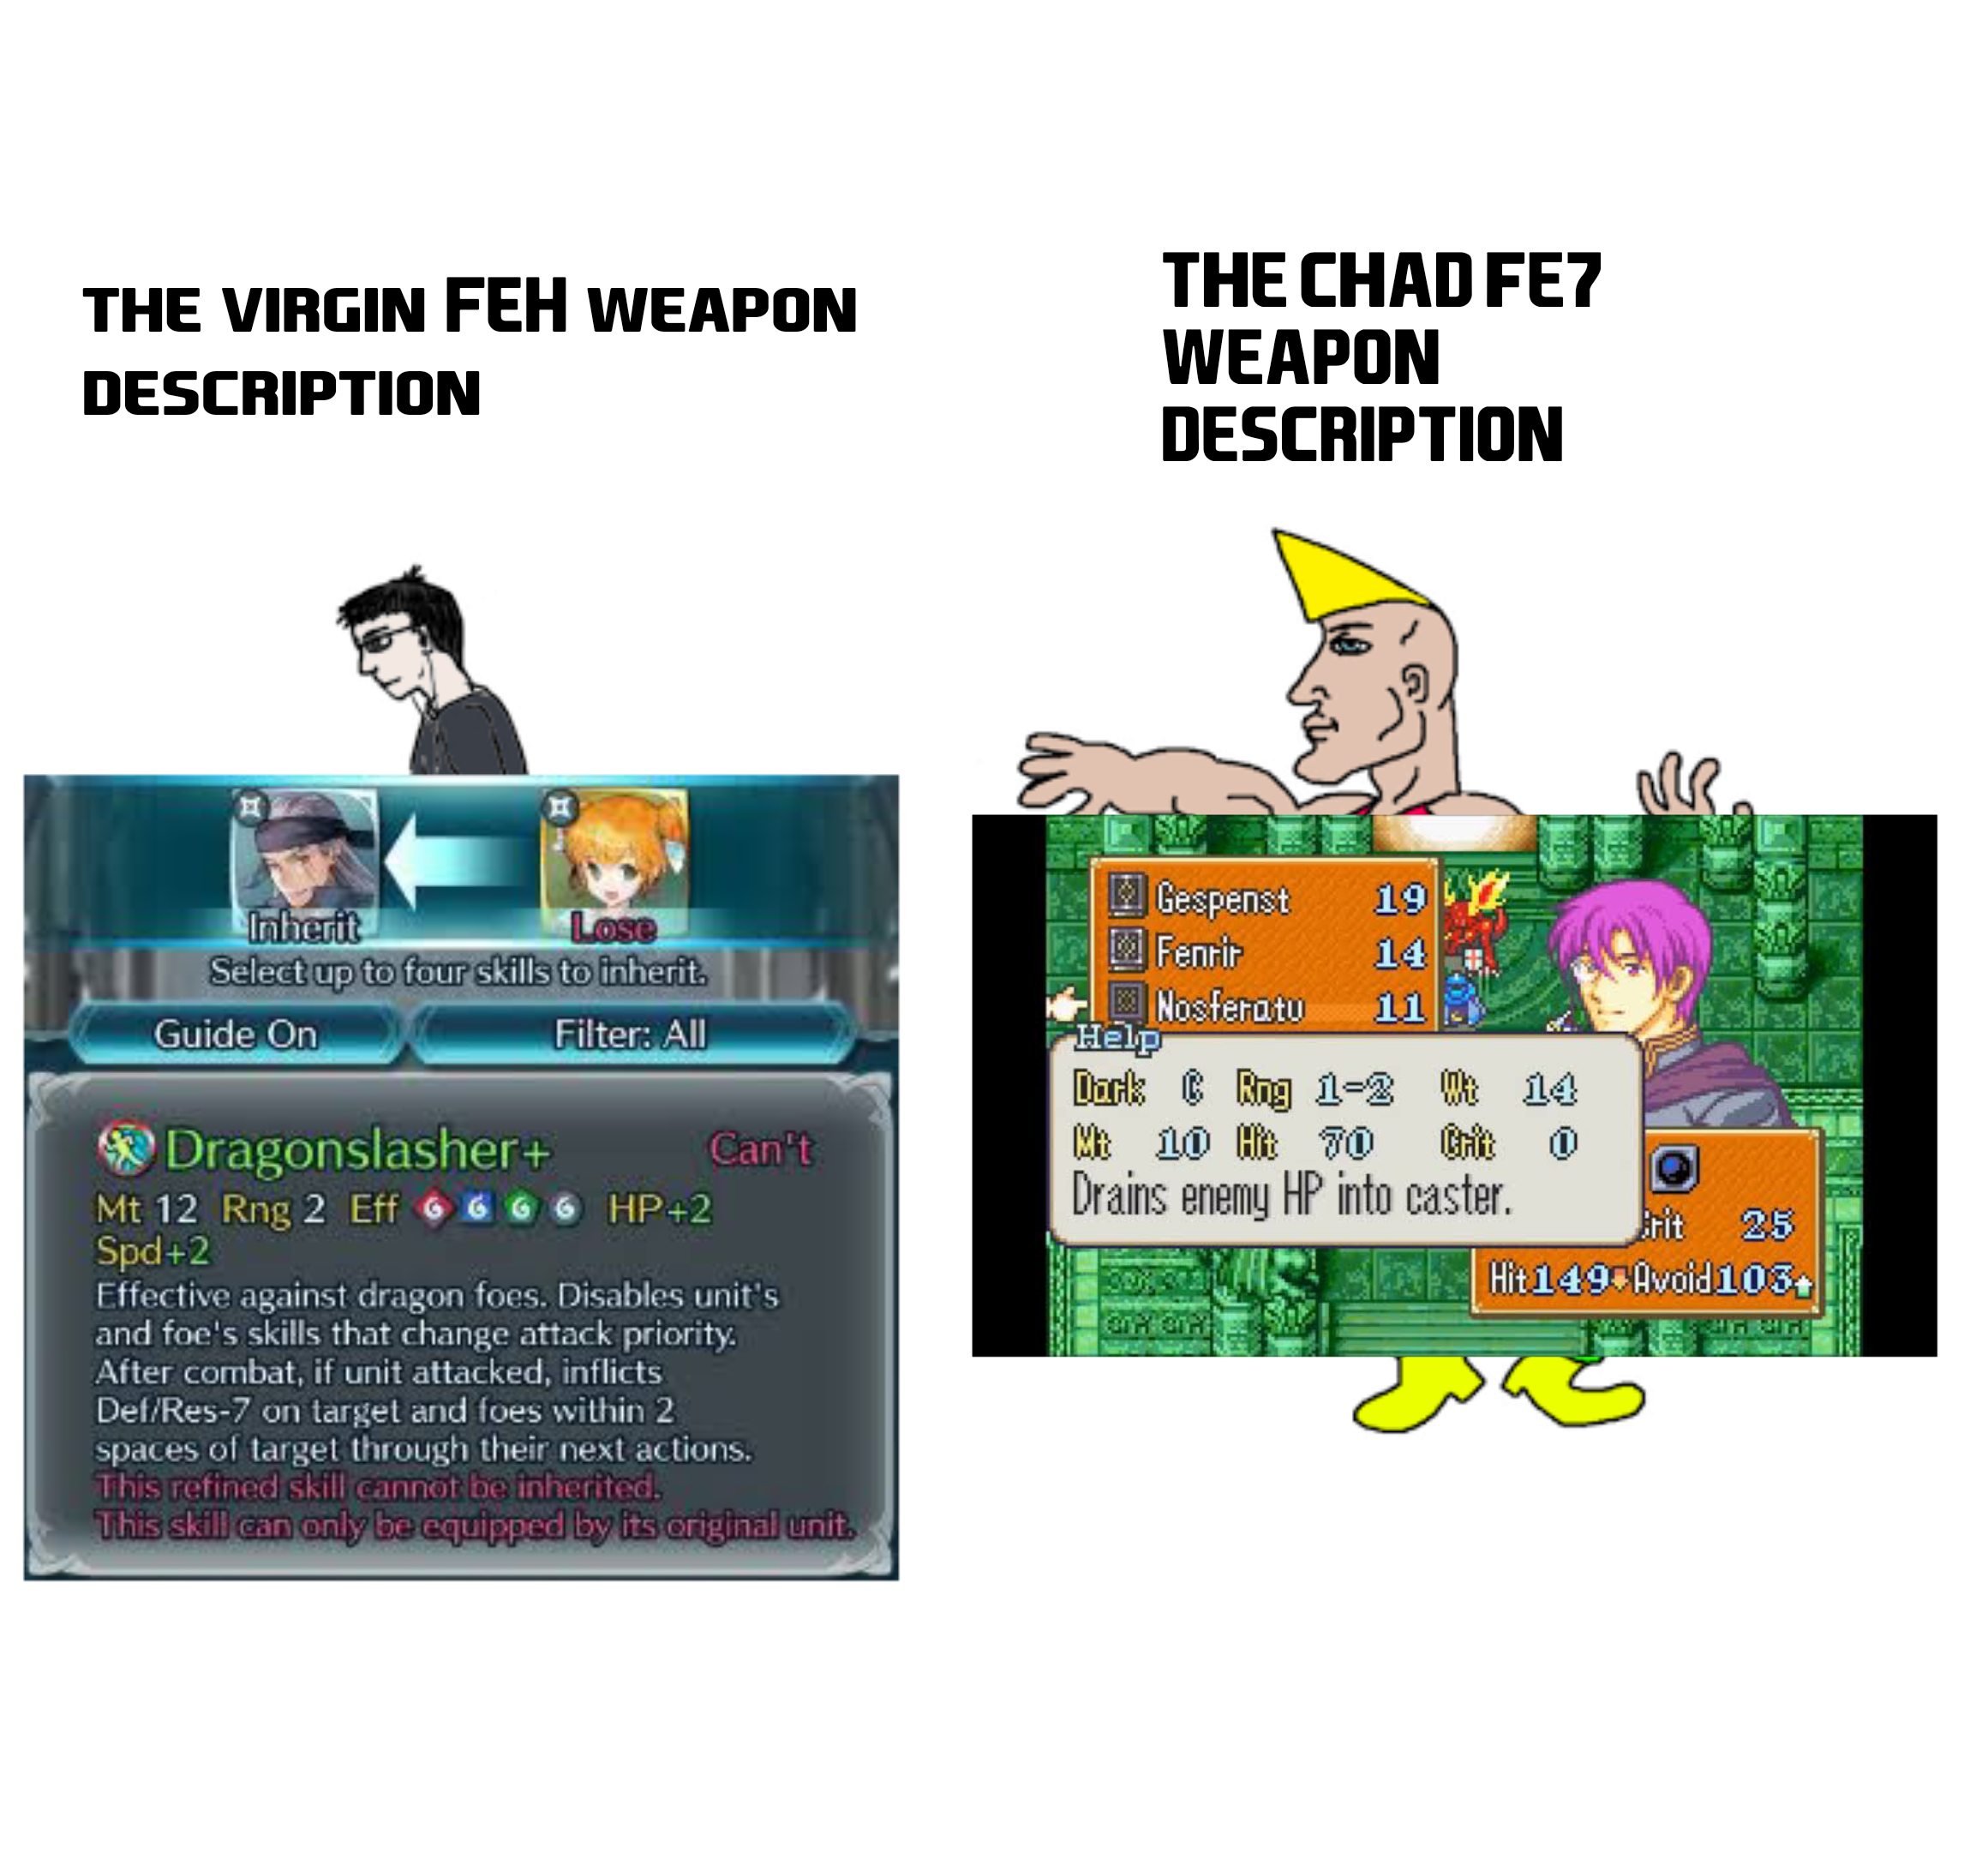 THE VIRGIN FEH WEAPON
DESCRIPTION
THE CHAD FE7
WEAPON
DESCRIPTION
Inherit
Lose
Select up to four skills to inherit.
Guide On
Filter: All
Dragonslasher+ Can't
Mt 12 Rng 2 Eff HP+2
Spd+2
Effective against dragon foes. Disables unit's
and foe's skills that change attack priority.
After combat, if unit attacked, inflicts
Def/Res-7 on target and foes within 2
spaces of target through their next actions.
This refined skill cannot be inherited.
This skill can only be equipped by its original unit.
Gespenst 19
Fenrir 14
Nosferatu 11
Help
Dark C Rng 1-2 Wt 14
Mt 10 Hit 70 Crit 0
Drains enemy HP into caster.
rit 25
Hit 149 Avoid 103